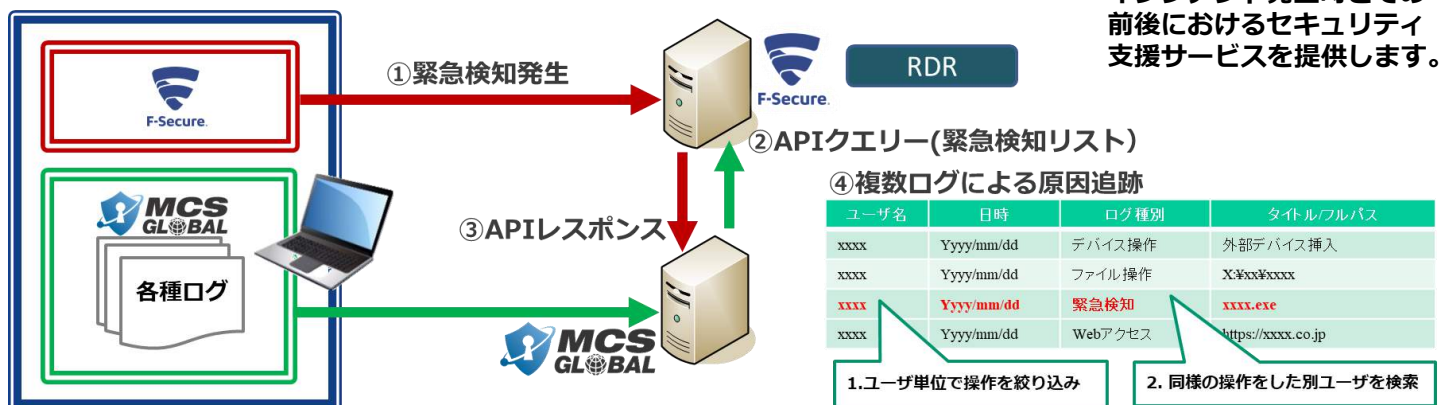 前後におけるセキュリティ
支援サービスを提供します。
F-Secure.
①緊急検知発生
F-Secure.
RDR
②APIクエリー(緊急検知リスト）
③APIレスポンス
MCS
GLOBAL
各種ログ
MCS
GLOBAL
④複数ログによる原因追跡
ユーザ名 日時 ログ種別 タイトル/フルパス
xxxx Yyyy/mm/dd デバイス操作 外部デバイス挿入
xxxx Yyyy/mm/dd ファイル操作 X:¥xx¥xxxx
xxxx Yyyy/mm/dd 緊急検知 xxxx.exe
xxxx Yyyy/mm/dd Webアクセス https://xxxx.co.jp
1.ユーザ単位で操作を絞り込み
2. 同様の操作をした別ユーザを検索